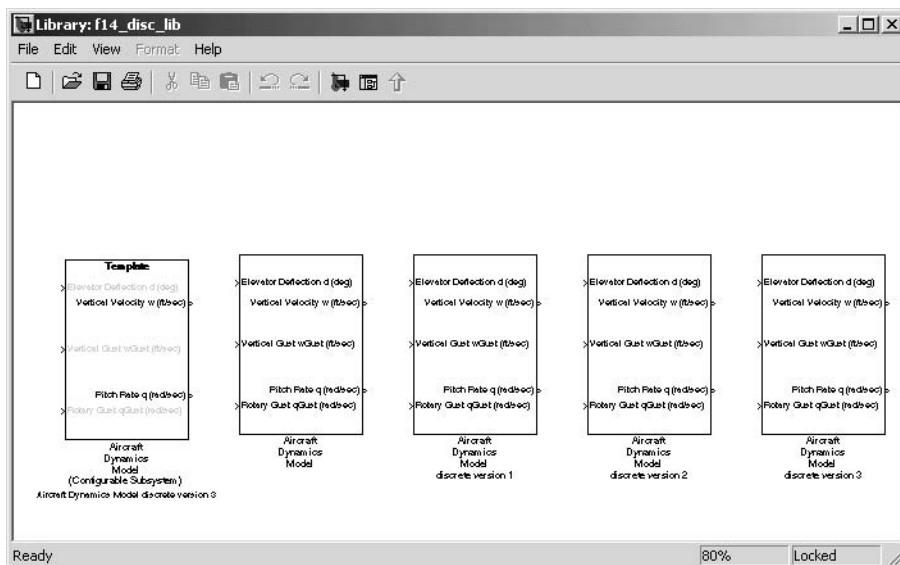 Library: f14_disc_lib
File Edit View Format Help
Template
Elevator Deflection d (deg)
Vertical Velocity w (ft/sec)
Vertical Gust wGust (ft/sec)
Pitch Rate q (rad/sec)
Rotary Gust qGust (rad/sec)
Aircraft
Dynamics
Model
(Configurable Subsystem)
Aircraft Dynamics Model discrete version 3
Elevator Deflection d (deg)
Vertical Velocity w (ft/sec)
Vertical Gust wGust (ft/sec)
Pitch Rate q (rad/sec)
Rotary Gust qGust (rad/sec)
Aircraft
Dynamics
Model
Elevator Deflection d (deg)
Vertical Velocity w (ft/sec)
Vertical Gust wGust (ft/sec)
Pitch Rate q (rad/sec)
Rotary Gust qGust (rad/sec)
Aircraft
Dynamics
Model
discrete version 1
Elevator Deflection d (deg)
Vertical Velocity w (ft/sec)
Vertical Gust wGust (ft/sec)
Pitch Rate q (rad/sec)
Rotary Gust qGust (rad/sec)
Aircraft
Dynamics
Model
discrete version 2
Elevator Deflection d (deg)
Vertical Velocity w (ft/sec)
Vertical Gust wGust (ft/sec)
Pitch Rate q (rad/sec)
Rotary Gust qGust (rad/sec)
Aircraft
Dynamics
Model
discrete version 3
Ready 80% Locked